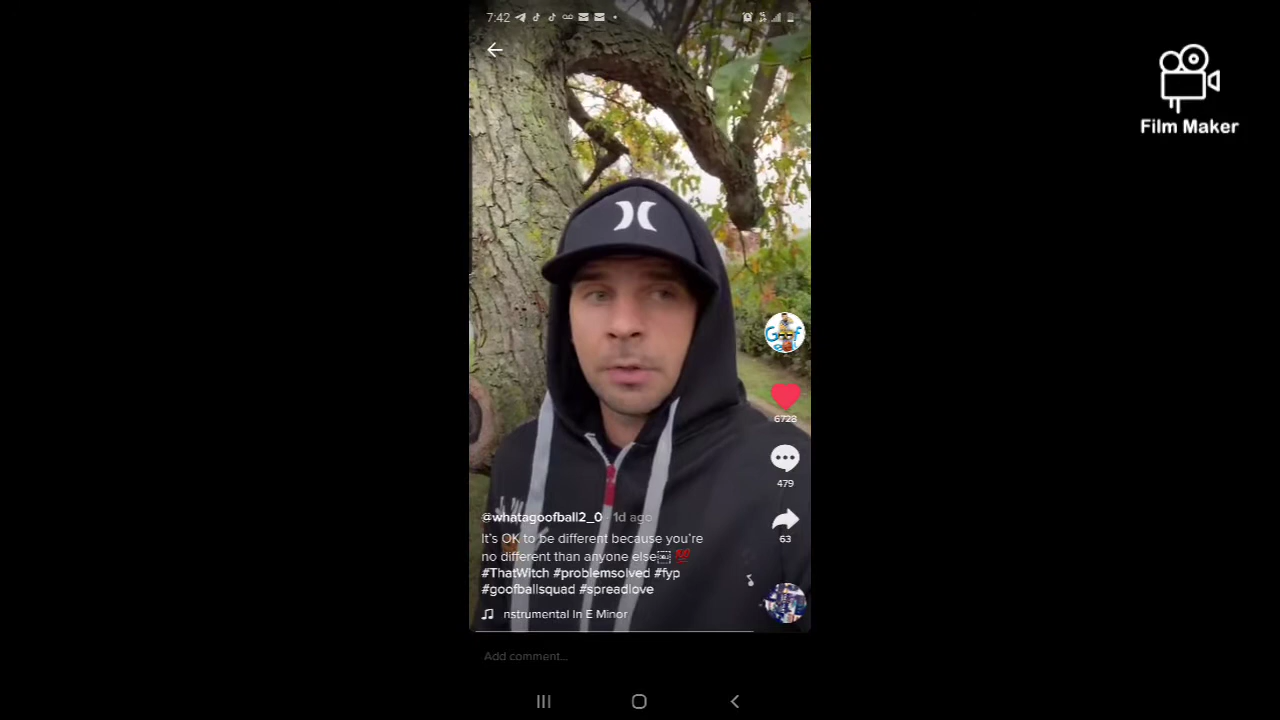 7:42
Film Maker
Goof
6728
479
63
@whatagoofball2_0 · 1d ago
It's OK to be different because you're
no different than anyone else 💯
#ThatWitch #problemsolved #fyp
#goofballsquad #spreadlove
nstrumental In E Minor
Add comment...